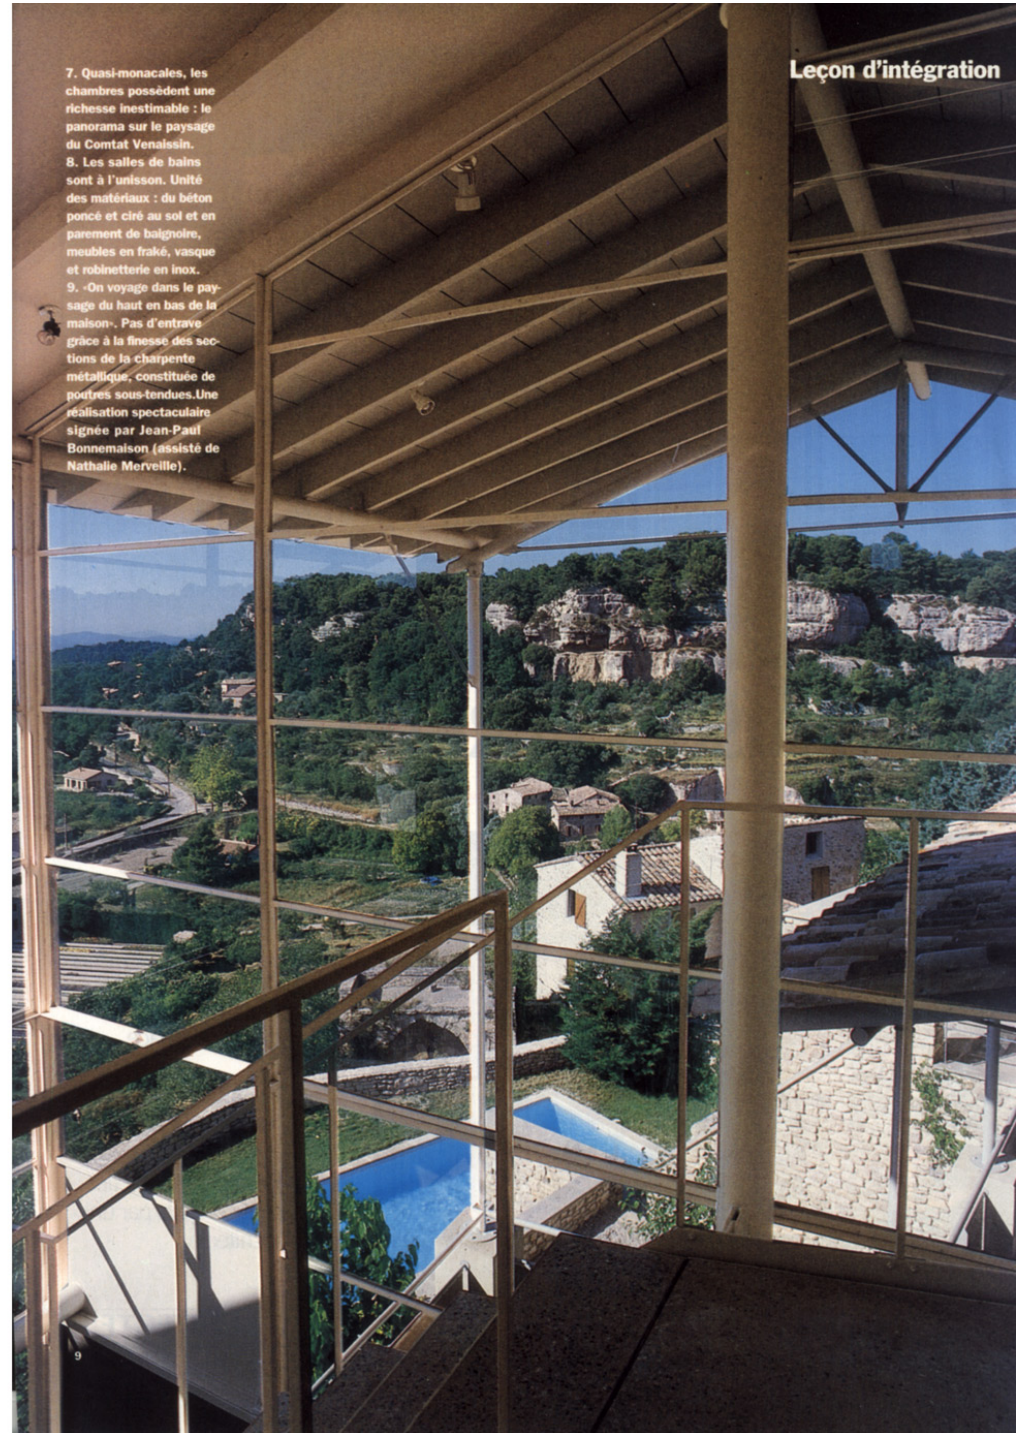 Leçon d'intégration
7. Quasi-monacales, les
chambres possèdent une
richesse inestimable : le
panorama sur le paysage
du Comtat Venaissin.
8. Les salles de bains
sont à l'unisson. Unité
des matériaux : du béton
poncé et ciré au sol et en
parement de baignoire,
meubles en fraké, vasque
et robinetterie en inox.
9. «On voyage dans le pay-
sage du haut en bas de la
maison». Pas d'entrave
grâce à la finesse des sec-
tions de la charpente
métallique, constituée de
poutres sous-tendues.Une
réalisation spectaculaire
signée par Jean-Paul
Bonnemaison (assisté de
Nathalie Merveille).
9